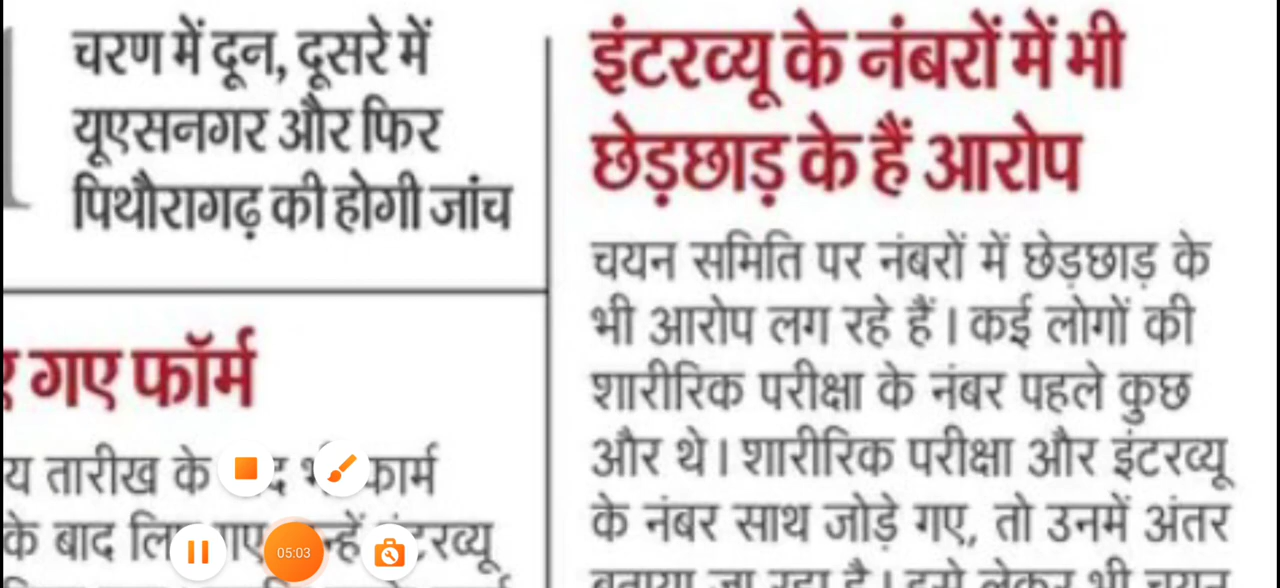 चरण में दून, दूसरे में
यूएसनगर और फिर
पिथौरागढ़ की होगी जांच
गए फॉर्म
य तारीख के फार्म
के बाद इंटरव्यू
इंटरव्यू के नंबरों में भी
छेड़छाड़ के हैं आरोप
चयन समिति पर नंबरों में छेड़छाड़ के
भी आरोप लग रहे हैं। कई लोगों की
शारीरिक परीक्षा के नंबर पहले कुछ
और थे। शारीरिक परीक्षा और इंटरव्यू
के नंबर साथ जोड़े गए, तो उनमें अंतर
05:03